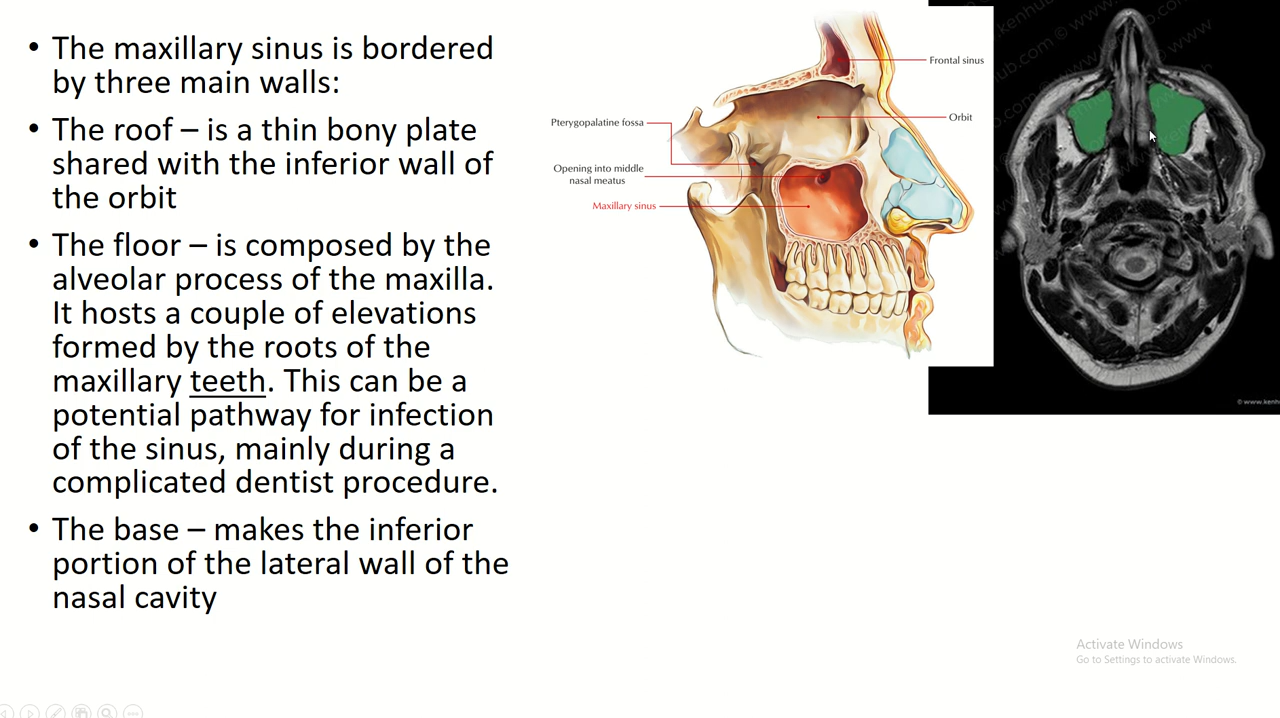 • The maxillary sinus is bordered
by three main walls:
• The roof – is a thin bony plate
shared with the inferior wall of
the orbit
• The floor – is composed by the
alveolar process of the maxilla.
It hosts a couple of elevations
formed by the roots of the
maxillary teeth. This can be a
potential pathway for infection
of the sinus, mainly during a
complicated dentist procedure.
• The base – makes the inferior
portion of the lateral wall of the
nasal cavity
Frontal sinus
Orbit
Pterygopalatine fossa
Opening into middle
nasal meatus
Maxillary sinus
Activate Windows
Go to Settings to activate Windows.